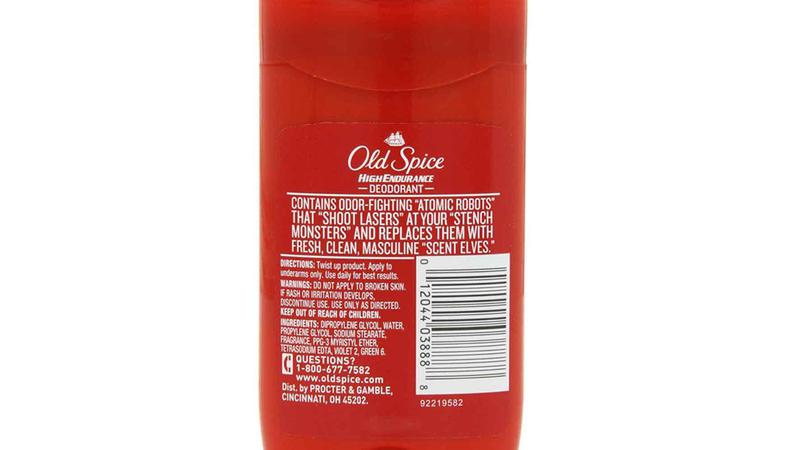 Old Spice
HIGH ENDURANCE
DEODORANT
CONTAINS ODOR-FIGHTING "ATOMIC ROBOTS"
THAT "SHOOT LASERS" AT YOUR "STENCH
MONSTERS" AND REPLACES THEM WITH
FRESH, CLEAN, MASCULINE "SCENT ELVES."
DIRECTIONS: Twist up product. Apply to
underarms only. Use daily for best results.
WARNINGS: DO NOT APPLY TO BROKEN SKIN.
IF RASH OR IRRITATION DEVELOPS,
DISCONTINUE USE. USE ONLY AS DIRECTED.
KEEP OUT OF REACH OF CHILDREN.
INGREDIENTS: DIPROPYLENE GLYCOL, WATER,
PROPYLENE GLYCOL, SODIUM STEARATE,
FRAGRANCE, PPG-3 MYRISTYL ETHER,
TETRASODIUM EDTA, VIOLET 2, GREEN 6.
QUESTIONS?
1-800-677-7582
www.oldspice.com
Dist. by PROCTER & GAMBLE,
CINCINNATI, OH 45202.
0 12044 03888 8
92219582